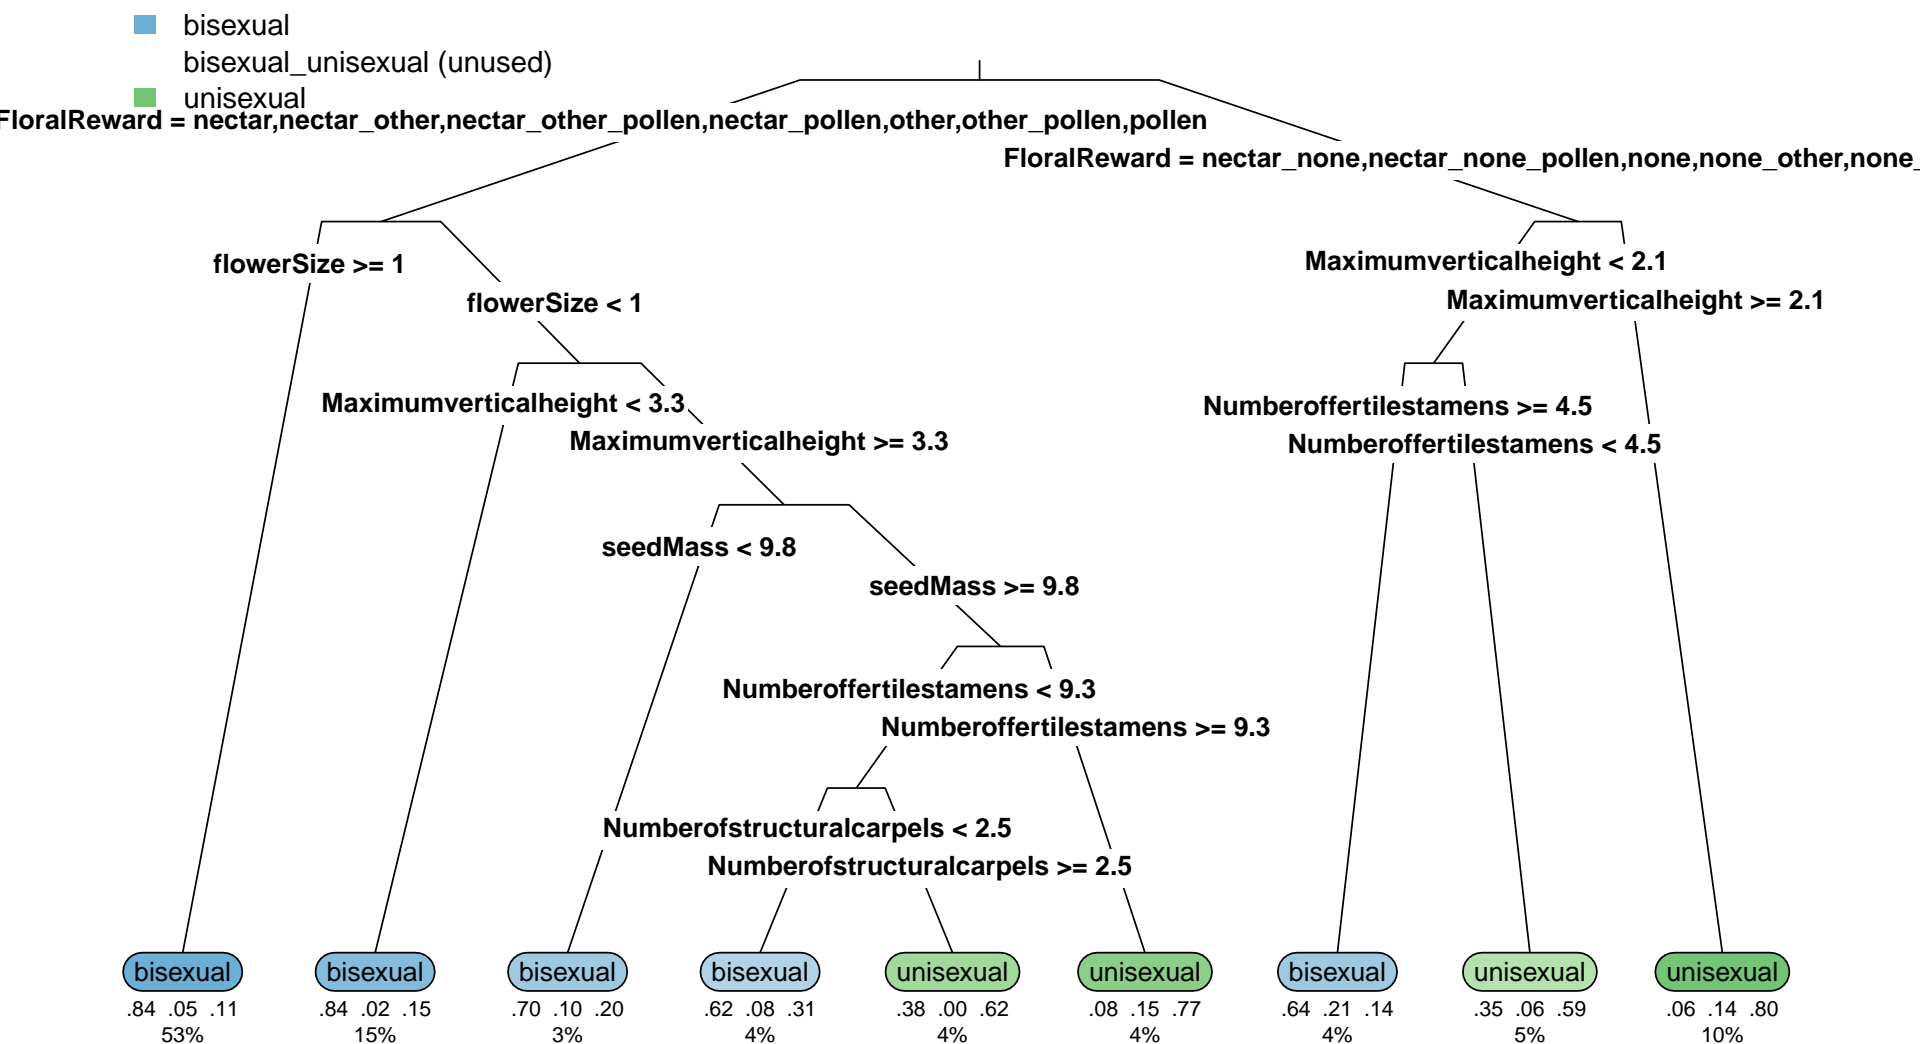 bisexual
bisexual_unisexual (unused)
unisexual
FloralReward = nectar,nectar_other,nectar_other_pollen,nectar_pollen,other,other_pollen,pollen
FloralReward = nectar_none,nectar_none_pollen,none,none_other,none_
flowerSize >= 1
flowerSize < 1
Maximumverticalheight < 2.1
Maximumverticalheight >= 2.1
Maximumverticalheight < 3.3
Maximumverticalheight >= 3.3
Numberoffertilestamens >= 4.5
Numberoffertilestamens < 4.5
seedMass < 9.8
seedMass >= 9.8
Numberoffertilestamens < 9.3
Numberoffertilestamens >= 9.3
Numberofstructuralcarpels < 2.5
Numberofstructuralcarpels >= 2.5
bisexual bisexual bisexual bisexual unisexual unisexual bisexual unisexual unisexual
.84 .05 .11 .84 .02 .15 .70 .10 .20 .62 .08 .31 .38 .00 .62 .08 .15 .77 .64 .21 .14 .35 .06 .59 .06 .14 .80
53% 15% 3% 4% 4% 4% 4% 5% 10%